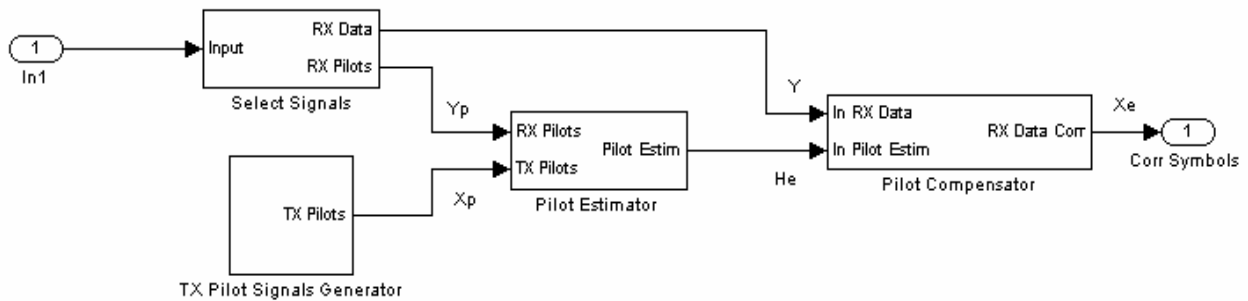 1
In1
Input
RX Data
RX Pilots
Select Signals
Yp
Y
TX Pilots
TX Pilot Signals Generator
Xp
RX Pilots
TX Pilots
Pilot Estim
Pilot Estimator
He
In RX Data
In Pilot Estim
RX Data Corr
Pilot Compensator
Xe
1
Corr Symbols